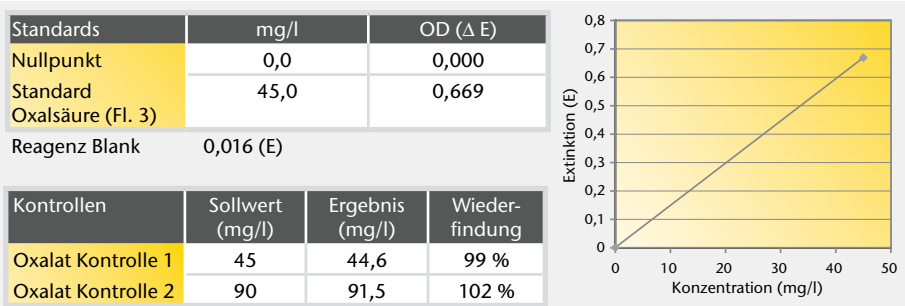 Standards mg/l OD (Δ E)
Nullpunkt 0,0 0,000
Standard 45,0 0,669
Oxalsäure (Fl. 3)
Reagenz Blank 0,016 (E)
Kontrollen Sollwert Ergebnis Wieder-
(mg/l) (mg/l) findung
Oxalat Kontrolle 1 45 44,6 99 %
Oxalat Kontrolle 2 90 91,5 102 %
Extinktion (E)
0,8
0,7
0,6
0,5
0,4
0,3
0,2
0,1
0
0 10 20 30 40 50
Konzentration (mg/l)